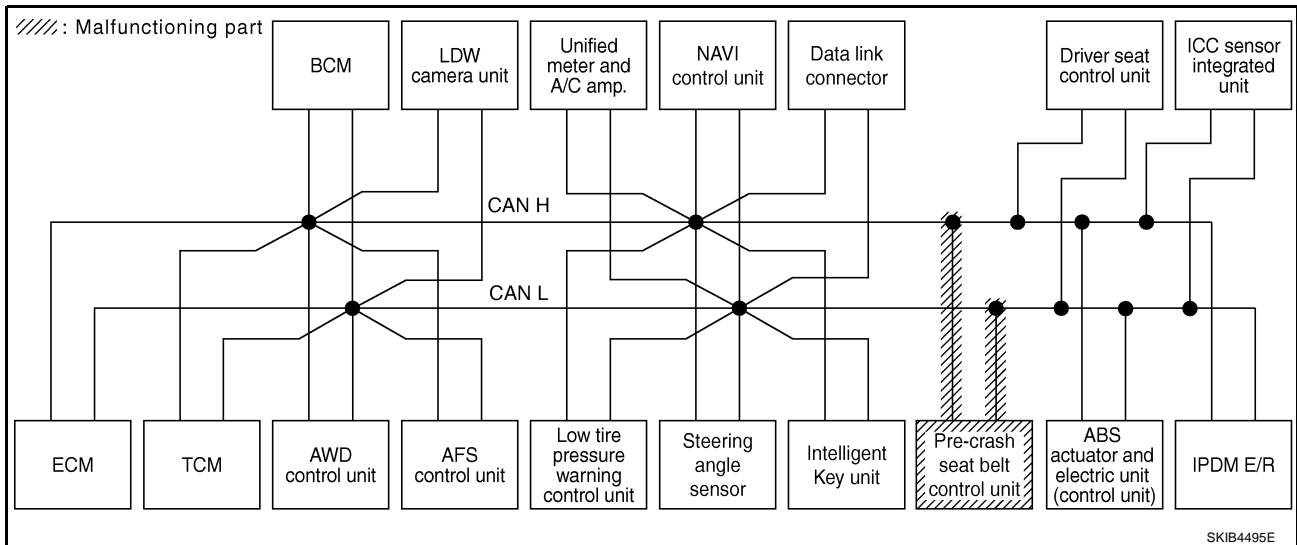 : Malfunctioning part
BCM
LDW
camera unit
Unified
meter and
A/C amp.
NAVI
control unit
Data link
connector
Driver seat
control unit
ICC sensor
integrated
unit
CAN H
CAN L
ECM
TCM
AWD
control unit
AFS
control unit
Low tire
pressure
warning
control unit
Steering
angle
sensor
Intelligent
Key unit
Pre-crash
seat belt
control unit
ABS
actuator and
electric unit
(control unit)
IPDM E/R
SKIB4495E